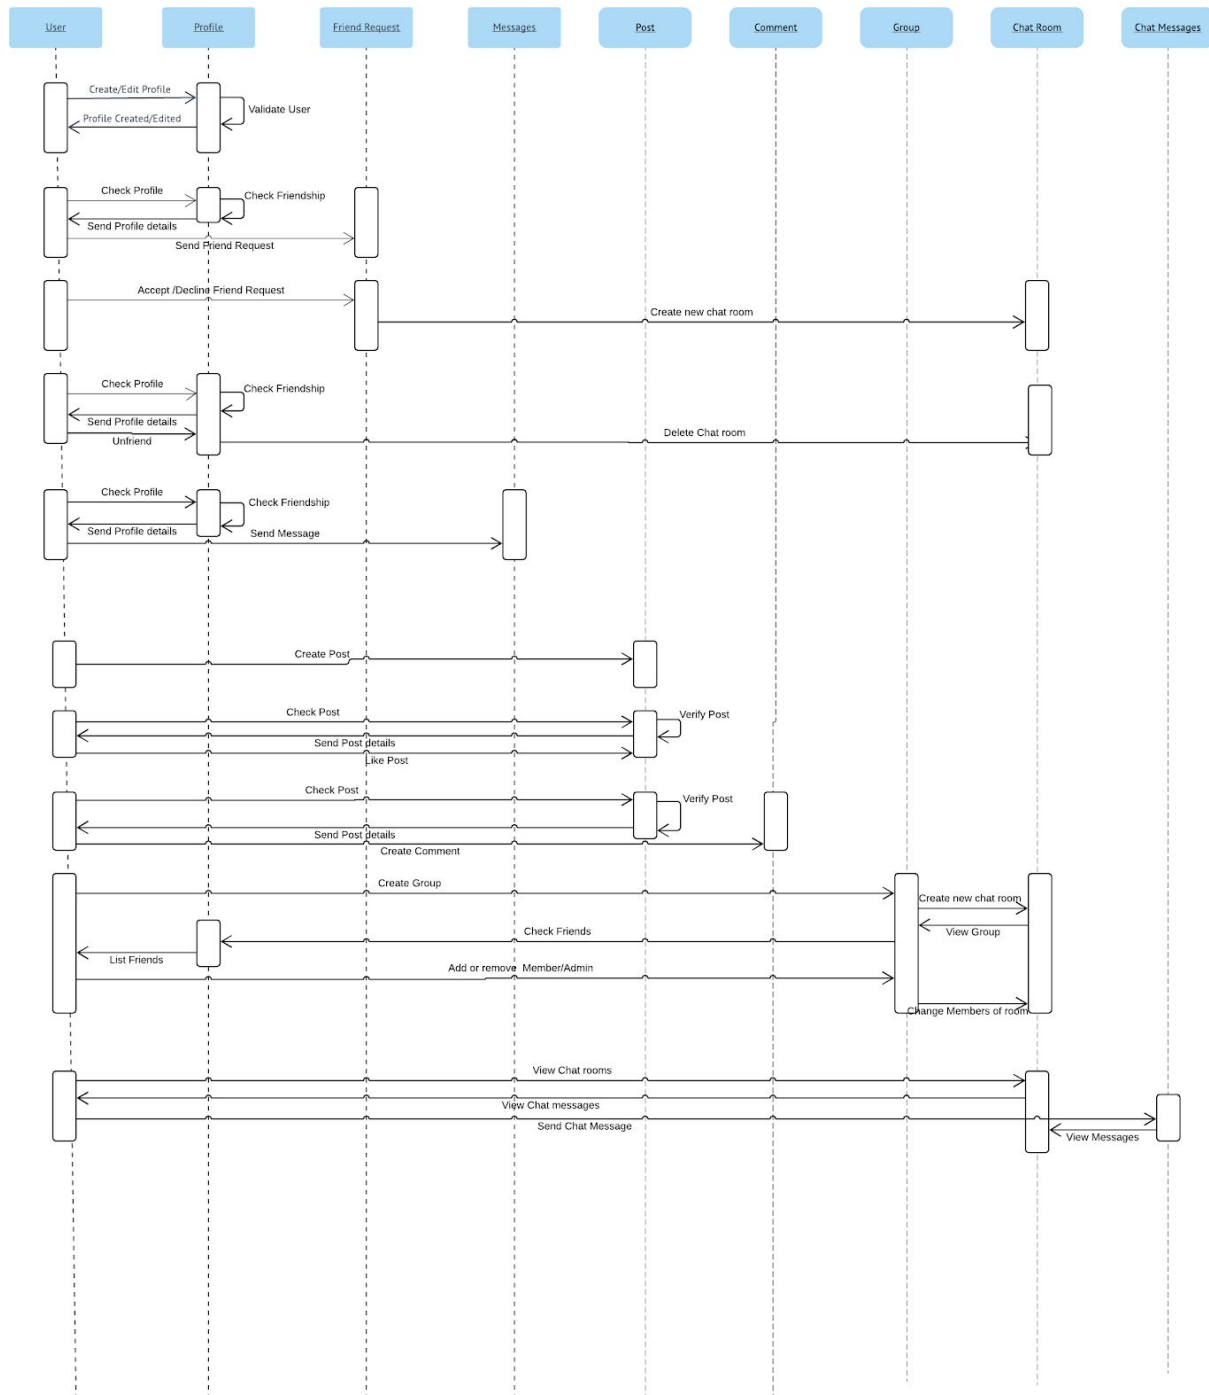 User
Profile
Friend Request
Messages
Post
Comment
Group
Chat Room
Chat Messages
Create/Edit Profile
Validate User
Profile Created/Edited
Check Profile
Check Friendship
Send Profile details
Send Friend Request
Accept /Decline Friend Request
Create new chat room
Check Profile
Check Friendship
Send Profile details
Unfriend
Delete Chat room
Check Profile
Check Friendship
Send Profile details
Send Message
Create Post
Check Post
Verify Post
Send Post details
Like Post
Check Post
Verify Post
Send Post details
Create Comment
Create Group
Create new chat room
Check Friends
View Group
List Friends
Add or remove  Member/Admin
Change Members of room
View Chat rooms
View Chat messages
Send Chat Message
View Messages